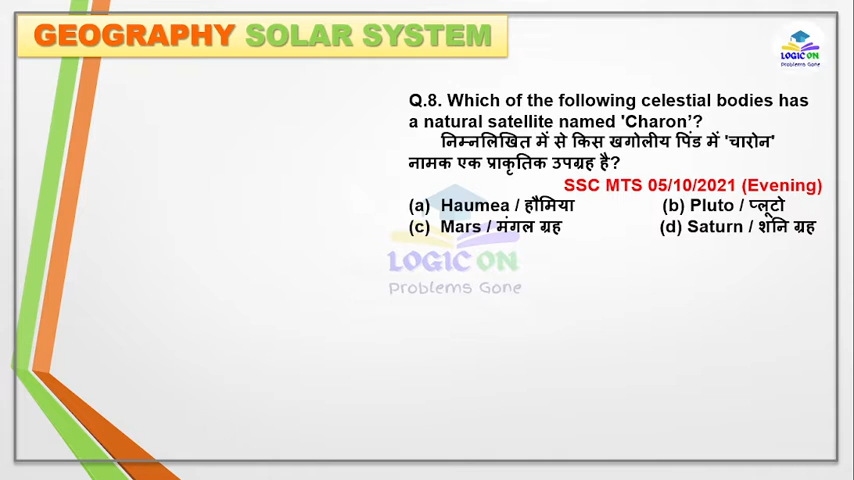 GEOGRAPHY SOLAR SYSTEM
LOGIC ON
Problems Gone
Q.8. Which of the following celestial bodies has
a natural satellite named 'Charon’?
निम्नलिखित में से किस खगोलीय पिंड में 'चारोन'
नामक एक प्राकृतिक उपग्रह है?
SSC MTS 05/10/2021 (Evening)
(a) Haumea / हौमिया (b) Pluto / प्लूटो
(c) Mars / मंगल ग्रह (d) Saturn / शनि ग्रह
LOGIC ON
Problems Gone